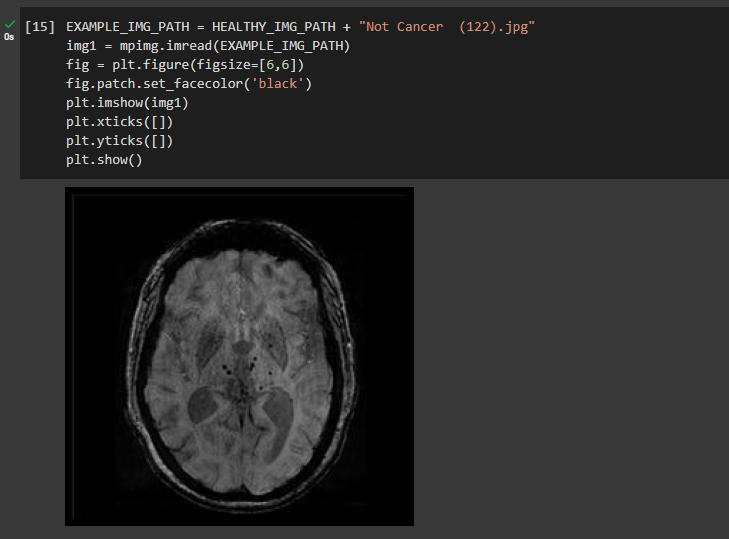 [15] EXAMPLE_IMG_PATH = HEALTHY_IMG_PATH + "Not Cancer  (122).jpg"
0s
img1 = mpimg.imread(EXAMPLE_IMG_PATH)
fig = plt.figure(figsize=[6,6])
fig.patch.set_facecolor('black')
plt.imshow(img1)
plt.xticks([])
plt.yticks([])
plt.show()